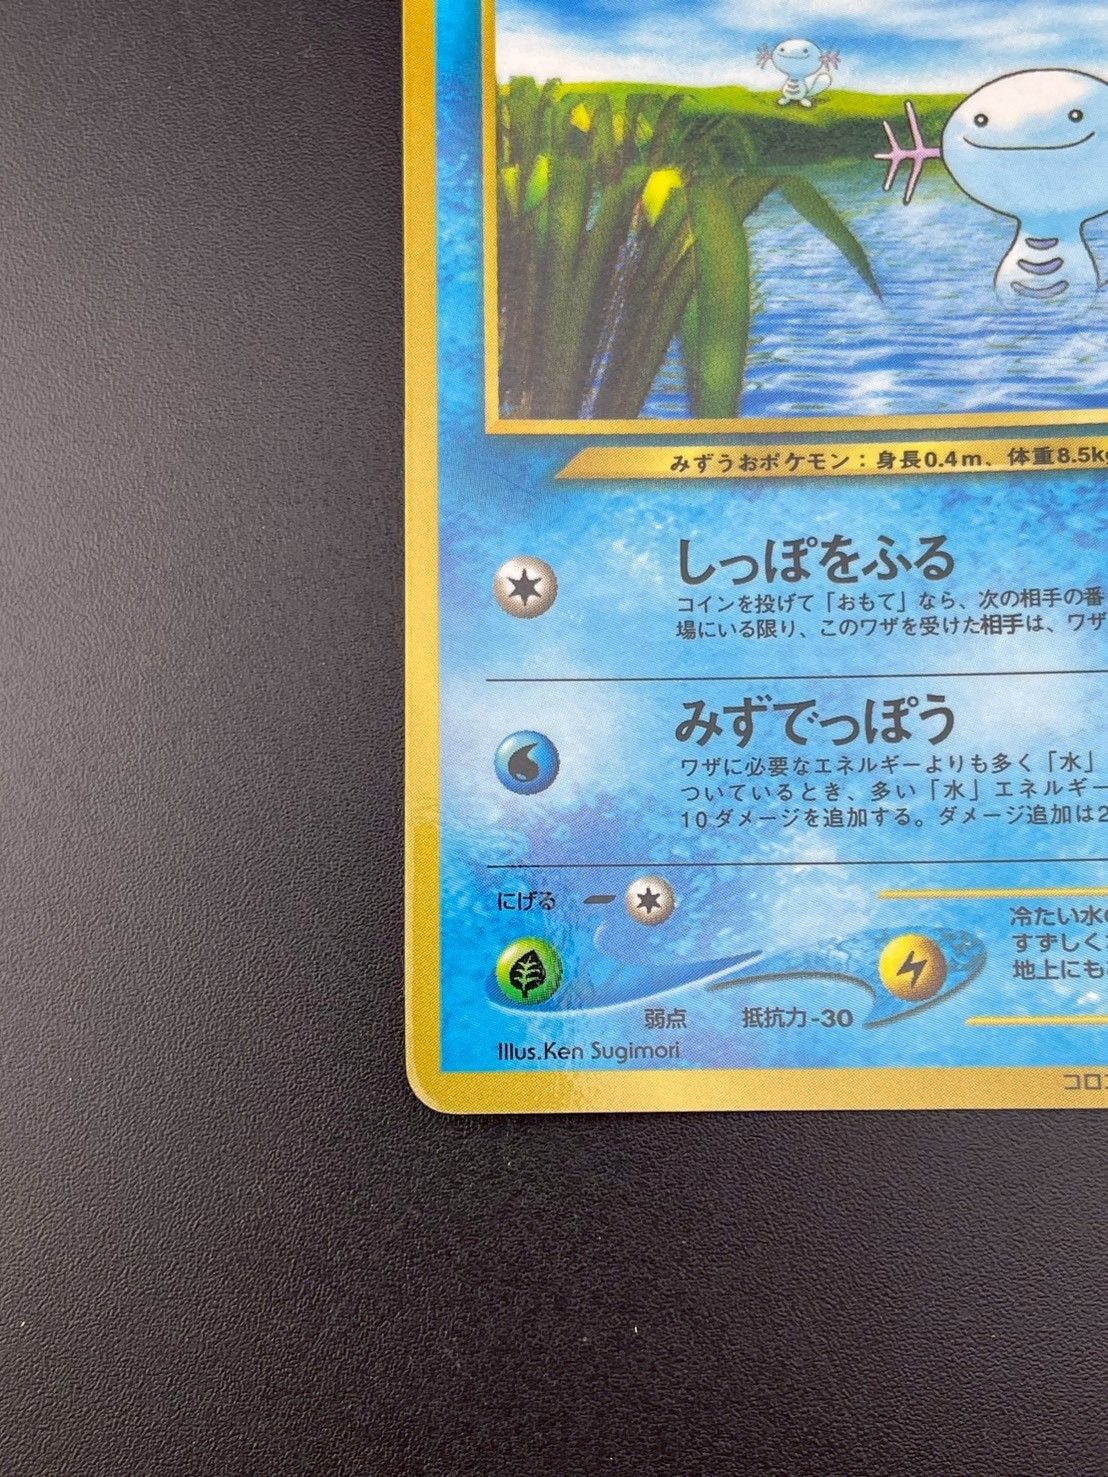 みずうおポケモン：身長0.4m、体重8.5kg
しっぽをふる
コインを投げて「おもて」なら、次の相手の番
場にいる限り、このワザを受けた相手は、ワザ
みずでっぽう
ワザに必要なエネルギーよりも多く「水」
ついているとき、多い「水」エネルギー
10ダメージを追加する。ダメージ追加は2
にげる
冷たい水の
すずしく
地上にも
弱点 抵抗力-30
Illus.Ken Sugimori
コロ